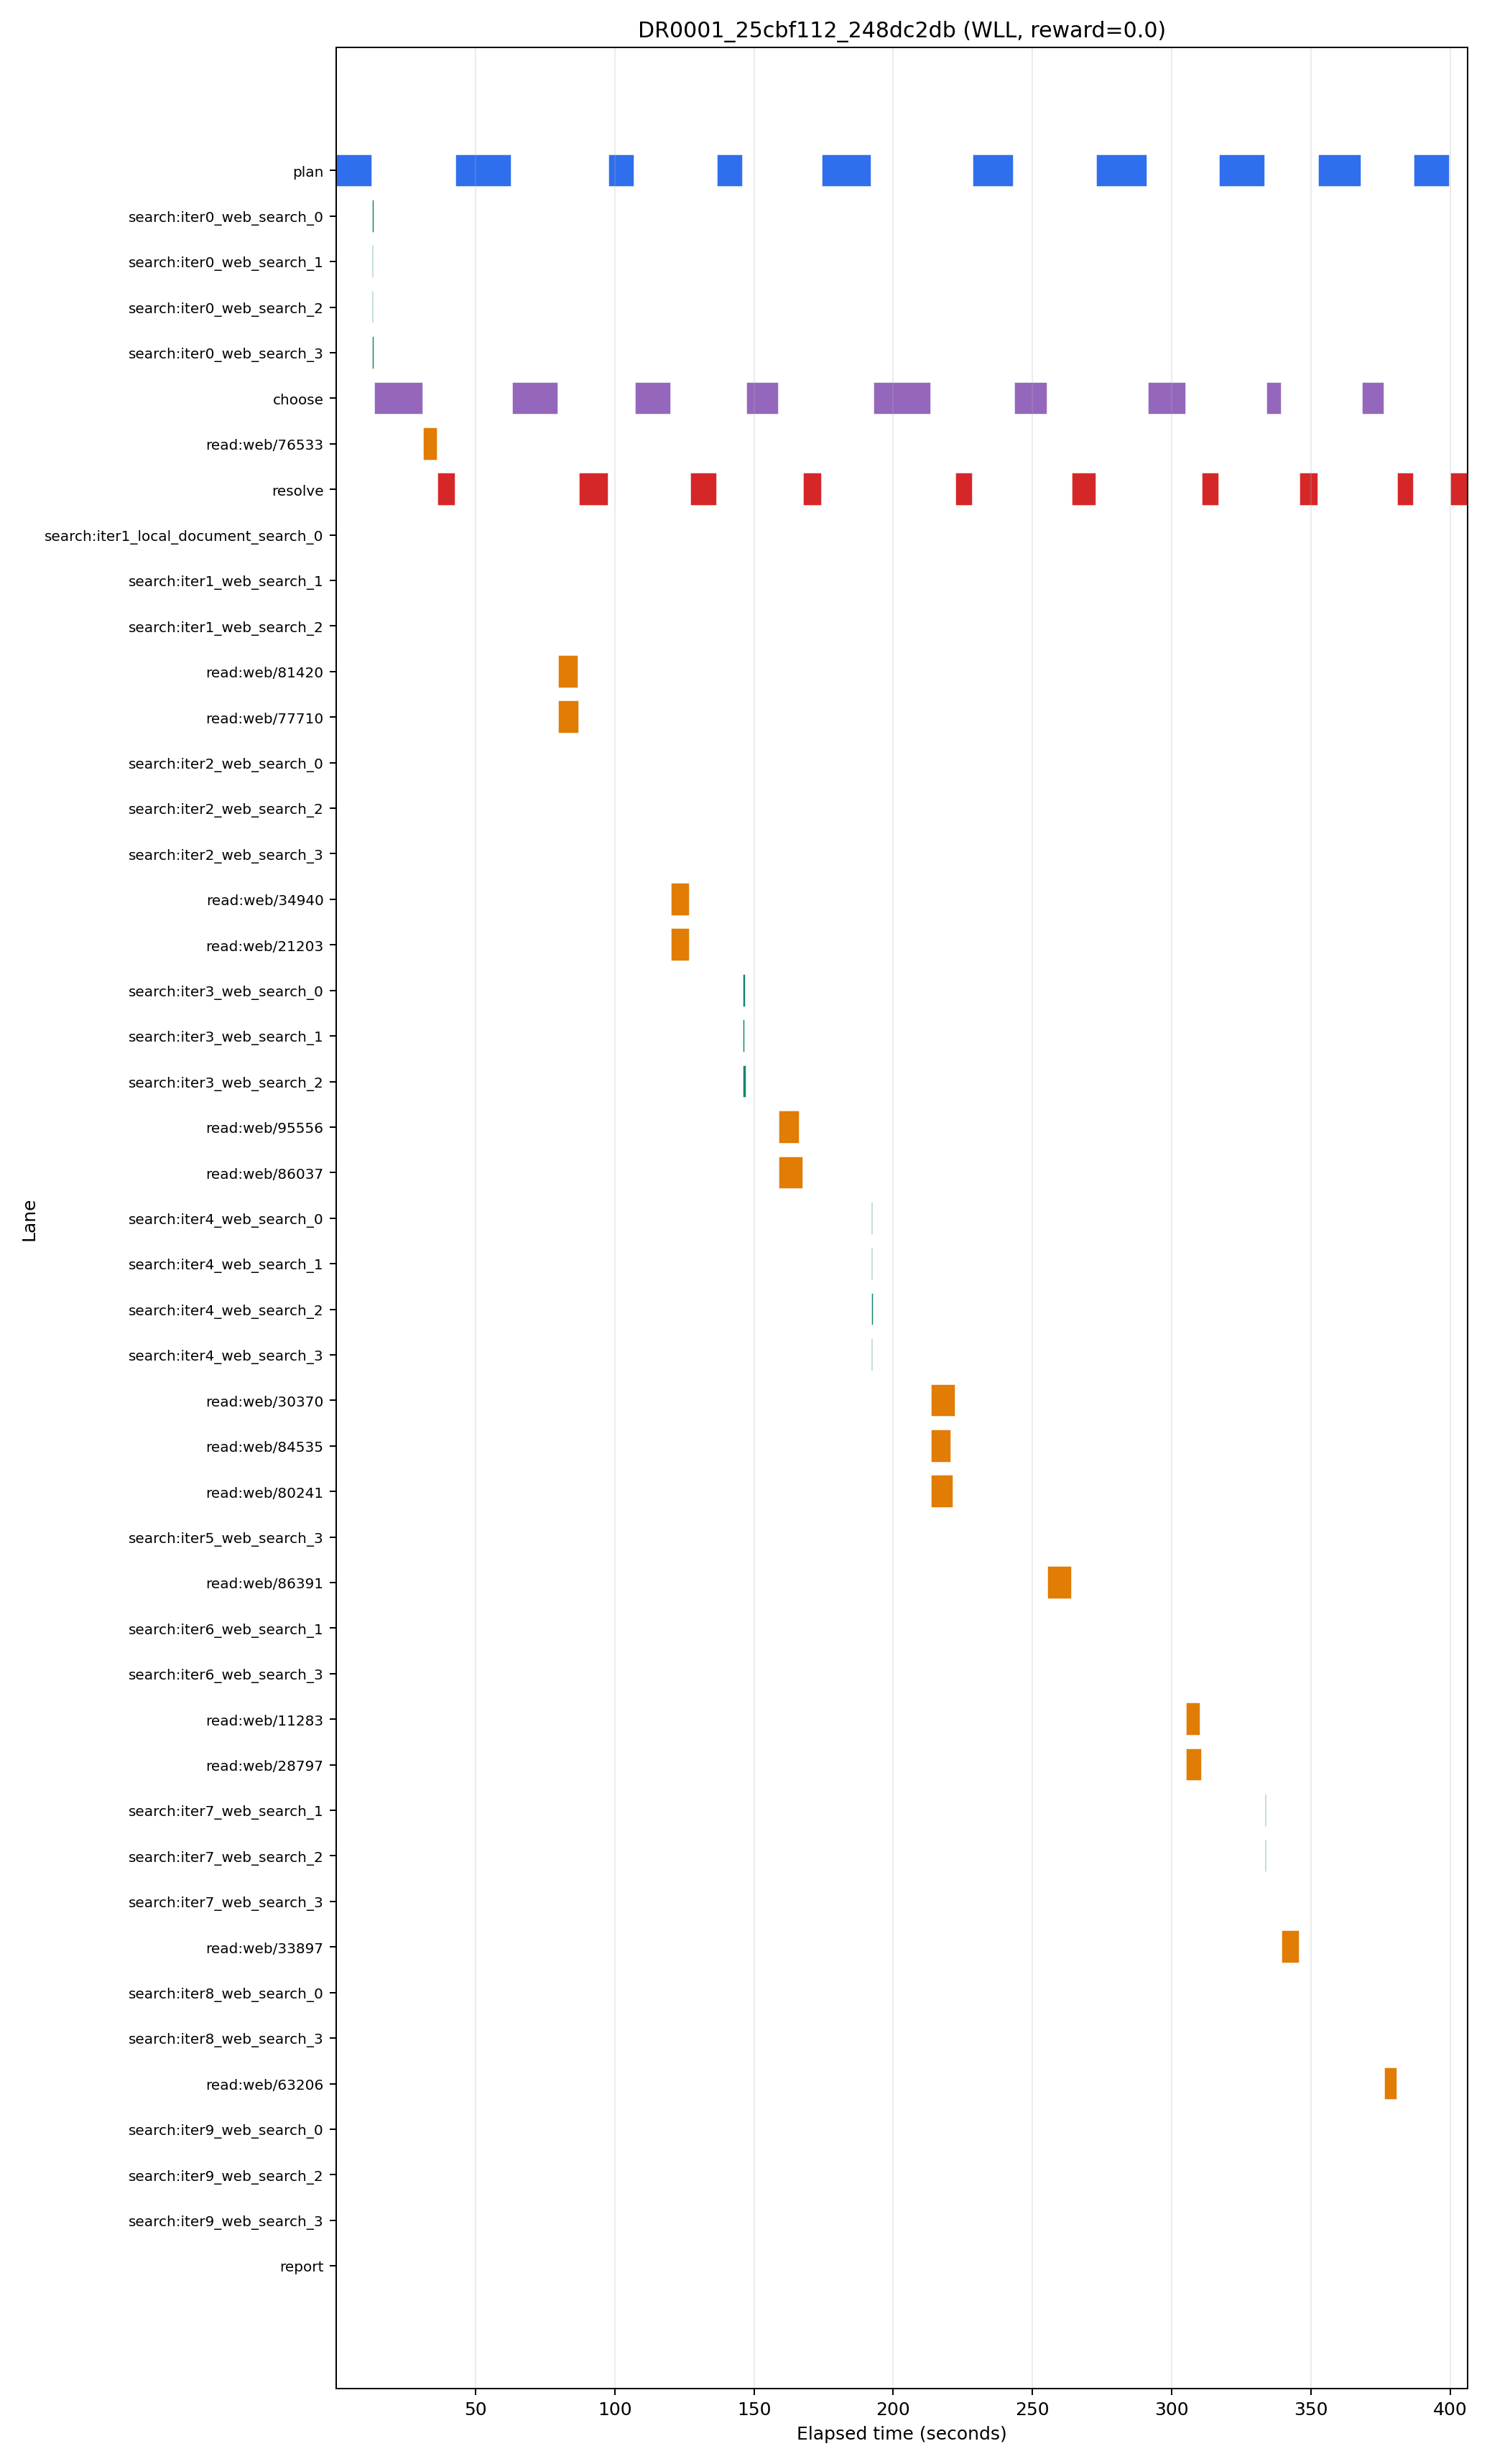 DR0001_25cbf112_248dc2db (WLL, reward=0.0)
plan
search:iter0_web_search_0
search:iter0_web_search_1
search:iter0_web_search_2
search:iter0_web_search_3
choose
read:web/76533
resolve
search:iter1_local_document_search_0
search:iter1_web_search_1
search:iter1_web_search_2
read:web/81420
read:web/77710
search:iter2_web_search_0
search:iter2_web_search_2
search:iter2_web_search_3
read:web/34940
read:web/21203
search:iter3_web_search_0
search:iter3_web_search_1
search:iter3_web_search_2
read:web/95556
read:web/86037
search:iter4_web_search_0
search:iter4_web_search_1
search:iter4_web_search_2
search:iter4_web_search_3
read:web/30370
read:web/84535
read:web/80241
search:iter5_web_search_3
read:web/86391
search:iter6_web_search_1
search:iter6_web_search_3
read:web/11283
read:web/28797
search:iter7_web_search_1
search:iter7_web_search_2
search:iter7_web_search_3
read:web/33897
search:iter8_web_search_0
search:iter8_web_search_3
read:web/63206
search:iter9_web_search_0
search:iter9_web_search_2
search:iter9_web_search_3
report
Lane
50 100 150 200 250 300 350 400
Elapsed time (seconds)